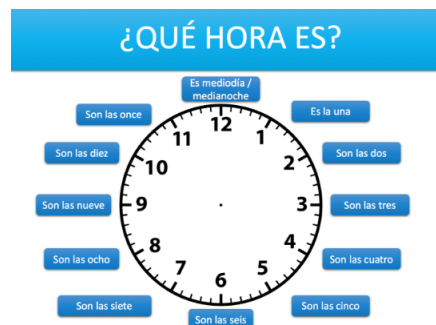 ¿QUÉ HORA ES?
Es mediodía /
medianoche
Son las once
Es la una
12
11
1
Son las diez
Son las dos
10
2
Son las nueve
9
3
Son las tres
8
4
Son las ocho
Son las cuatro
7
5
6
Son las siete
Son las cinco
Son las seis